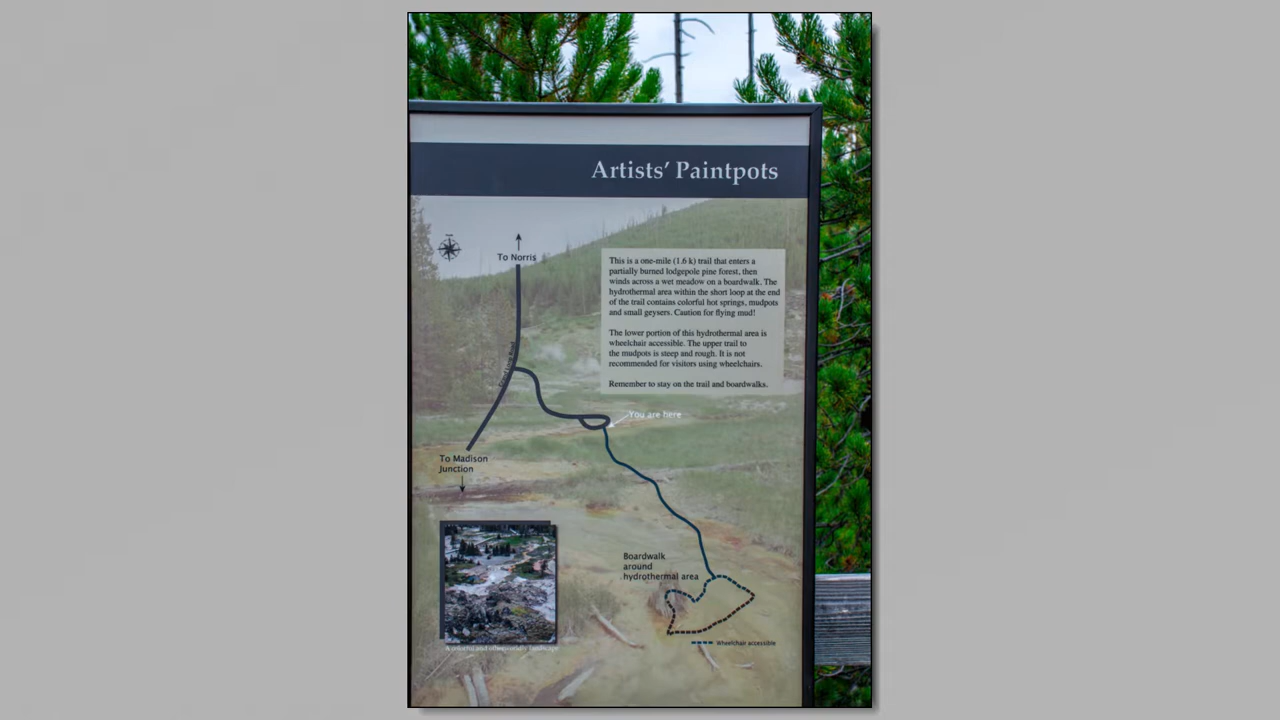 Artists' Paintpots
To Norris
This is a one-mile (1.6 k) trail that enters a
partially burned lodgepole pine forest, then
winds across a wet meadow on a boardwalk. The
hydrothermal area within the short loop at the end
of the trail contains colorful hot springs, mudpots
and small geysers. Caution for flying mud!
The lower portion of this hydrothermal area is
wheelchair accessible. The upper trail to
the mudpots is steep and rough. It is not
recommended for visitors using wheelchairs.
Remember to stay on the trail and boardwalks.
You are here
To Madison
Junction
Boardwalk
around
hydrothermal area
Wheelchair accessible
A colorful and otherworldly landscape